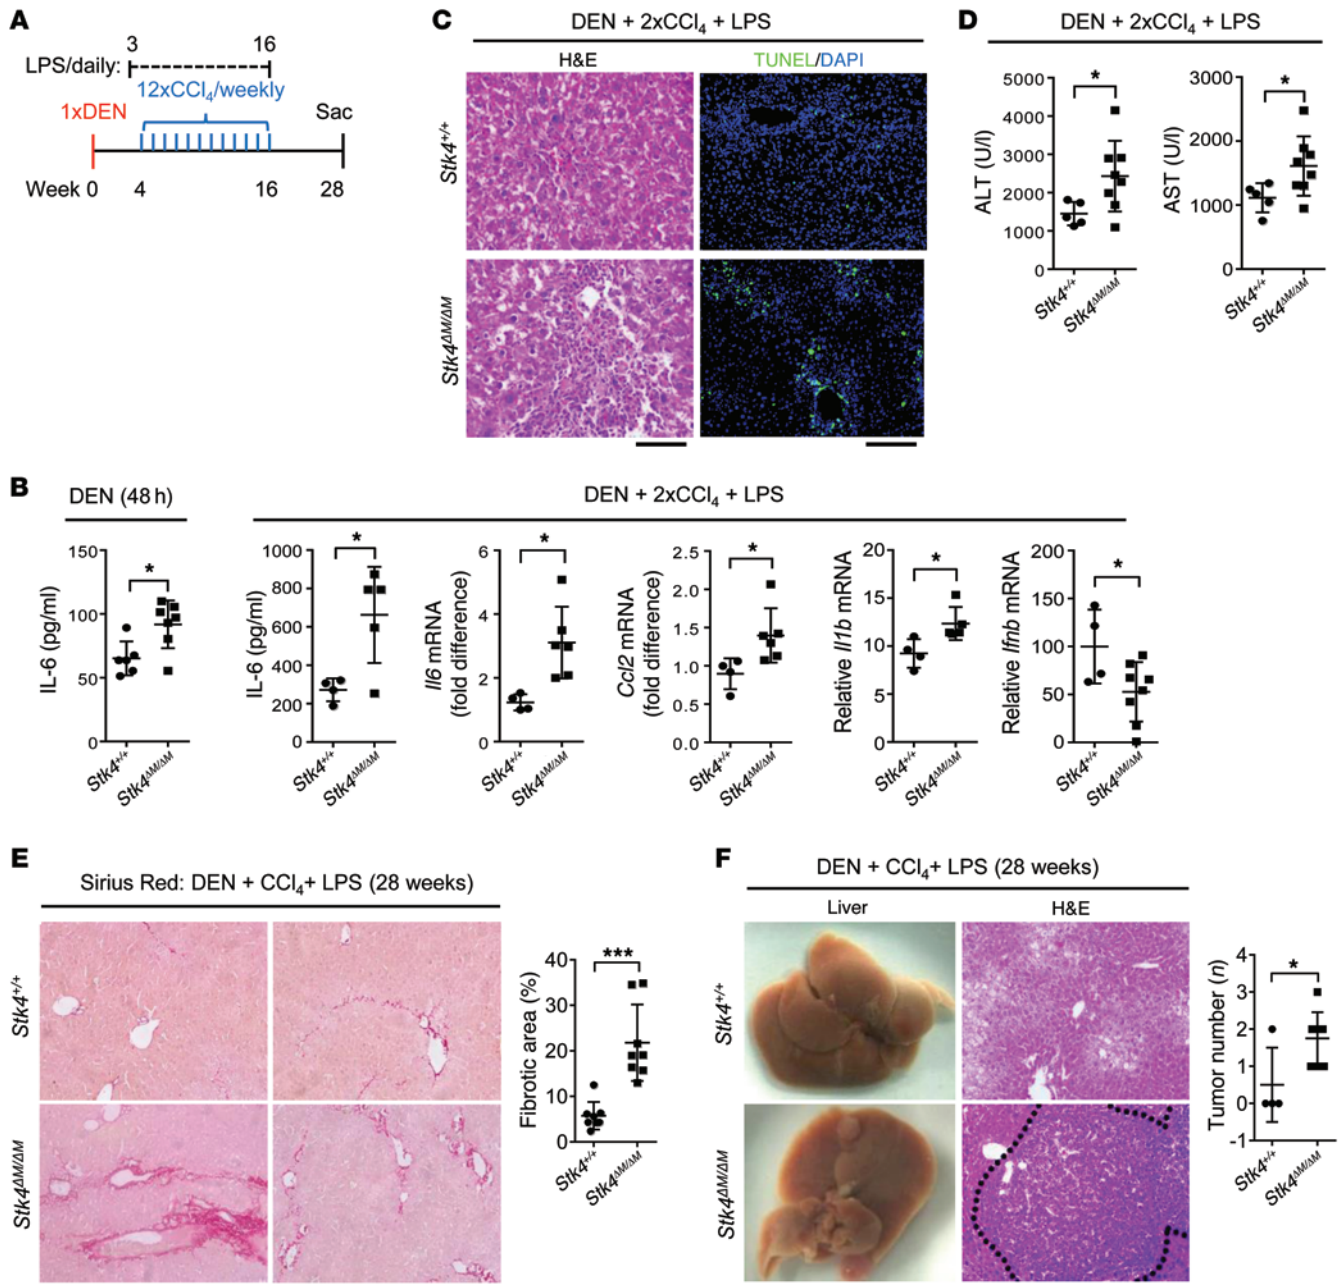 A
3 16
LPS/daily:
12xCCl₄/weekly
1xDEN Sac
Week 0 4 16 28
C
DEN + 2xCCl₄ + LPS
H&E TUNEL/DAPI
Stk4⁺/⁺
Stk4ΔM/ΔM
D
DEN + 2xCCl₄ + LPS
ALT (U/l)
5000
4000
3000
2000
1000
0
*
Stk4⁺/⁺
Stk4ΔM/ΔM
AST (U/l)
3000
2000
1000
0
*
Stk4⁺/⁺
Stk4ΔM/ΔM
B
DEN (48 h)
IL-6 (pg/ml)
150
100
50
0
*
Stk4⁺/⁺
Stk4ΔM/ΔM
DEN + 2xCCl₄ + LPS
IL-6 (pg/ml)
1000
800
600
400
200
0
*
Stk4⁺/⁺
Stk4ΔM/ΔM
Il6 mRNA
(fold difference)
6
4
2
0
*
Stk4⁺/⁺
Stk4ΔM/ΔM
Ccl2 mRNA
(fold difference)
2.5
2.0
1.5
1.0
0.5
0.0
*
Stk4⁺/⁺
Stk4ΔM/ΔM
Relative Il1b mRNA
20
15
10
5
0
*
Stk4⁺/⁺
Stk4ΔM/ΔM
Relative Ifnb mRNA
200
150
100
50
0
*
Stk4⁺/⁺
Stk4ΔM/ΔM
E
Sirius Red: DEN + CCl₄+ LPS (28 weeks)
Stk4⁺/⁺
Stk4ΔM/ΔM
Fibrotic area (%)
40
30
20
10
0
***
Stk4⁺/⁺
Stk4ΔM/ΔM
F
DEN + CCl₄+ LPS (28 weeks)
Liver H&E
Stk4⁺/⁺
Stk4ΔM/ΔM
Tumor number (n)
4
3
2
1
0
-1
*
Stk4⁺/⁺
Stk4ΔM/ΔM